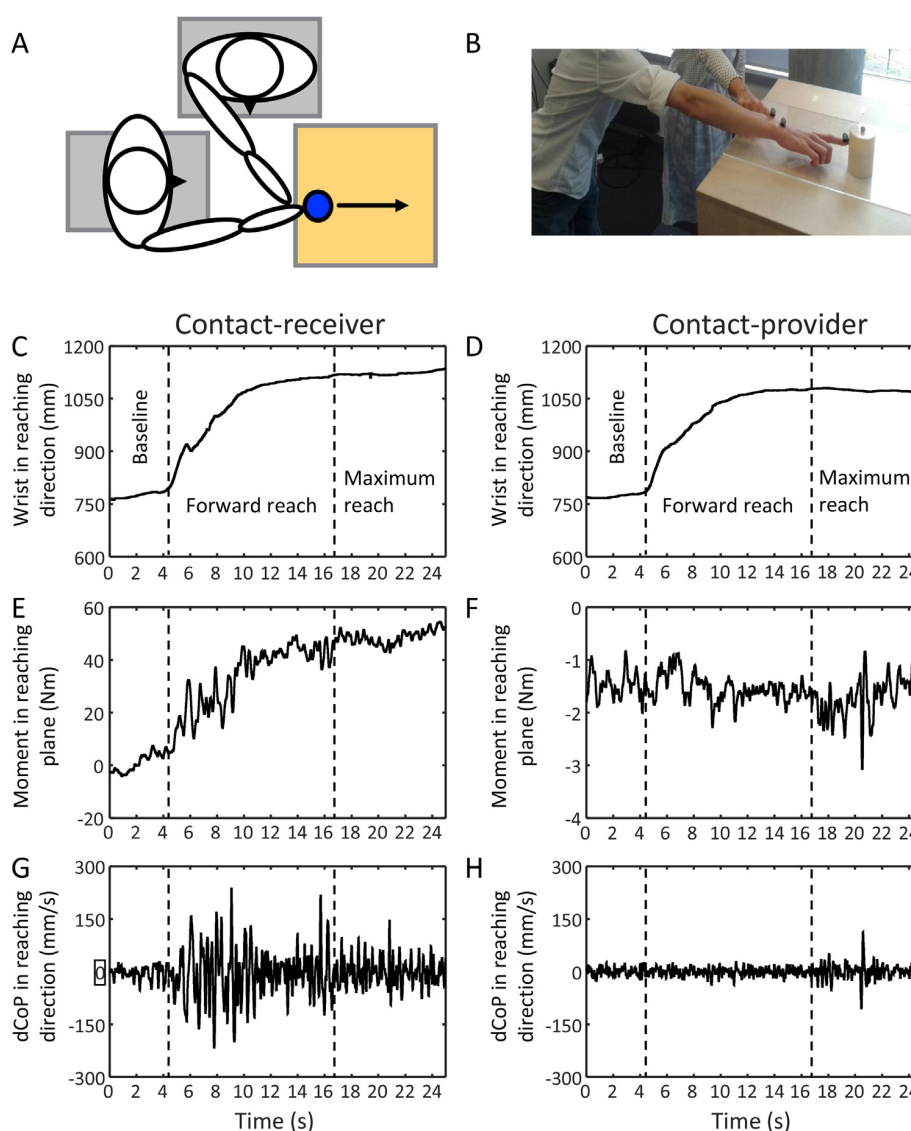 A
B
Contact-receiver
Contact-provider
C
Wrist in reaching
direction (mm)
1200
1050
900
750
600
Baseline
Forward reach
Maximum
reach
0 2 4 6 8 10 12 14 16 18 20 22 24
D
Wrist in reaching
direction (mm)
1200
1050
900
750
600
Baseline
Forward reach
Maximum
reach
0 2 4 6 8 10 12 14 16 18 20 22 24
E
Moment in reaching
plane (Nm)
60
40
20
0
-20
0 2 4 6 8 10 12 14 16 18 20 22 24
F
Moment in reaching
plane (Nm)
-0
-1
-2
-3
-4
0 2 4 6 8 10 12 14 16 18 20 22 24
G
dCoP in reaching
direction (mm/s)
300
150
0
-150
-300
0 2 4 6 8 10 12 14 16 18 20 22 24
Time (s)
H
dCoP in reaching
direction (mm/s)
300
150
0
-150
-300
0 2 4 6 8 10 12 14 16 18 20 22 24
Time (s)